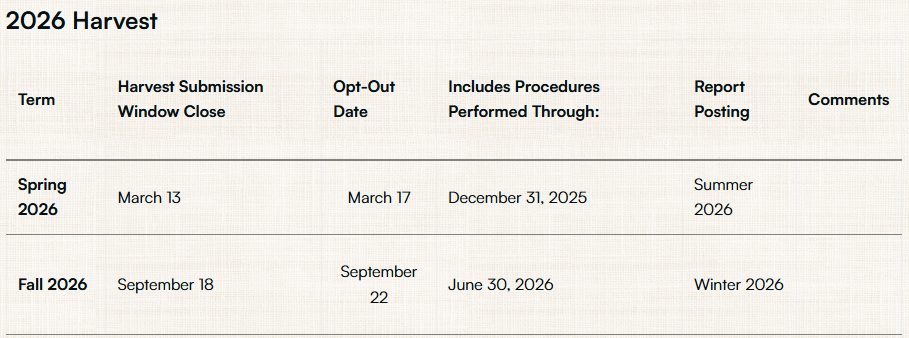 2026 Harvest
Term
Harvest Submission
Window Close
Opt-Out
Date
Includes Procedures
Performed Through:
Report
Posting
Comments
Spring
2026
March 13
March 17
December 31, 2025
Summer
2026
Fall 2026
September 18
September
22
June 30, 2026
Winter 2026